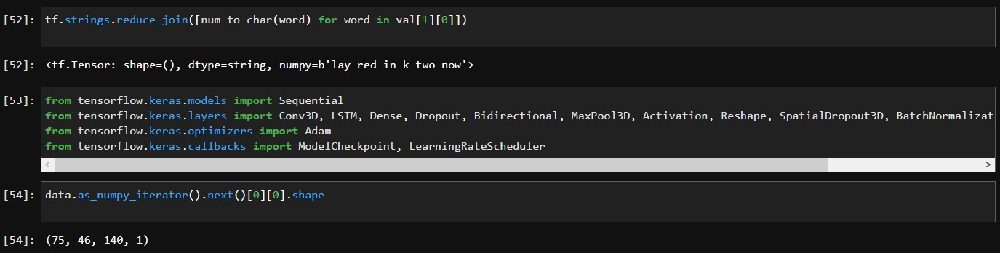 [52]: tf.strings.reduce_join([num_to_char(word) for word in val[1][0]])
[52]: <tf.Tensor: shape=(), dtype=string, numpy=b'lay red in k two now'>
[53]: from tensorflow.keras.models import Sequential
from tensorflow.keras.layers import Conv3D, LSTM, Dense, Dropout, Bidirectional, MaxPool3D, Activation, Reshape, SpatialDropout3D, BatchNormalizat
from tensorflow.keras.optimizers import Adam
from tensorflow.keras.callbacks import ModelCheckpoint, LearningRateScheduler
[54]: data.as_numpy_iterator().next()[0][0].shape
[54]: (75, 46, 140, 1)